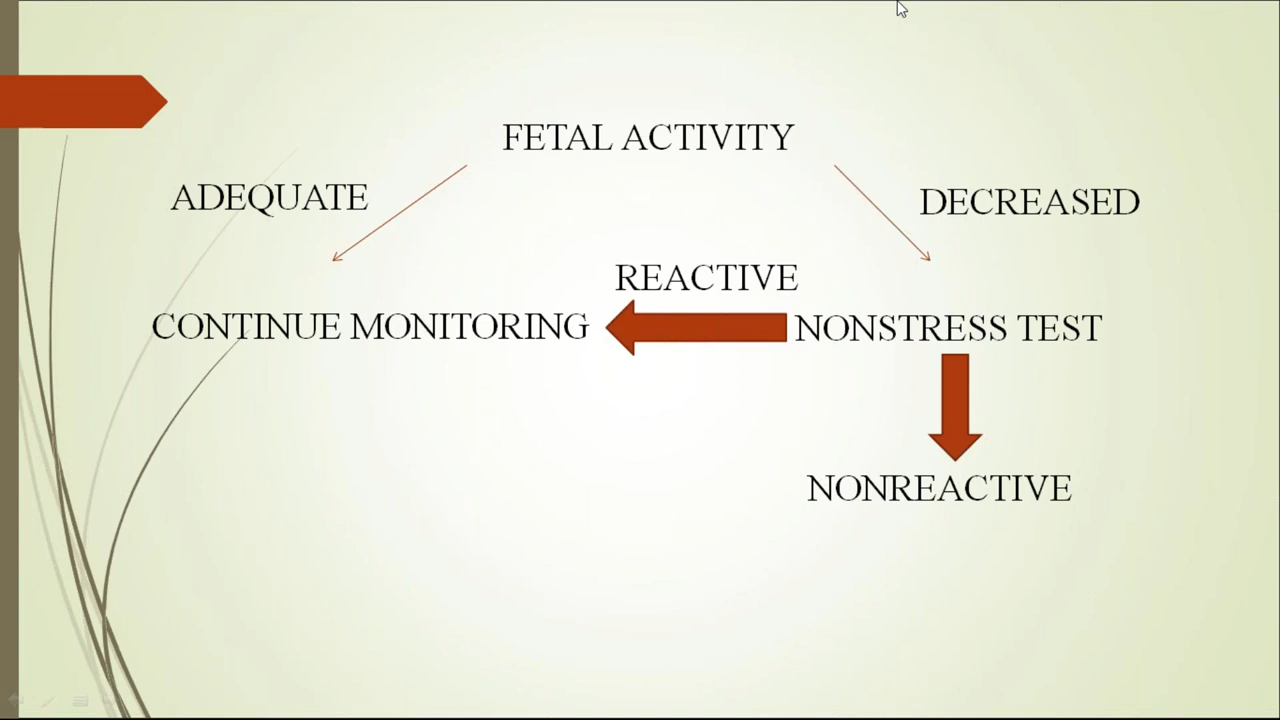 FETAL ACTIVITY
ADEQUATE
DECREASED
REACTIVE
CONTINUE MONITORING
NONSTRESS TEST
NONREACTIVE